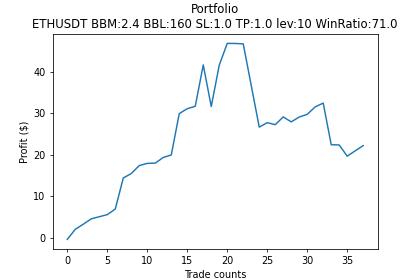 Portfolio
ETHUSDT BBM:2.4 BBL:160 SL:1.0 TP:1.0 lev:10 WinRatio:71.0
40
30
20
10
0
Profit ($)
0 5 10 15 20 25 30 35
Trade counts